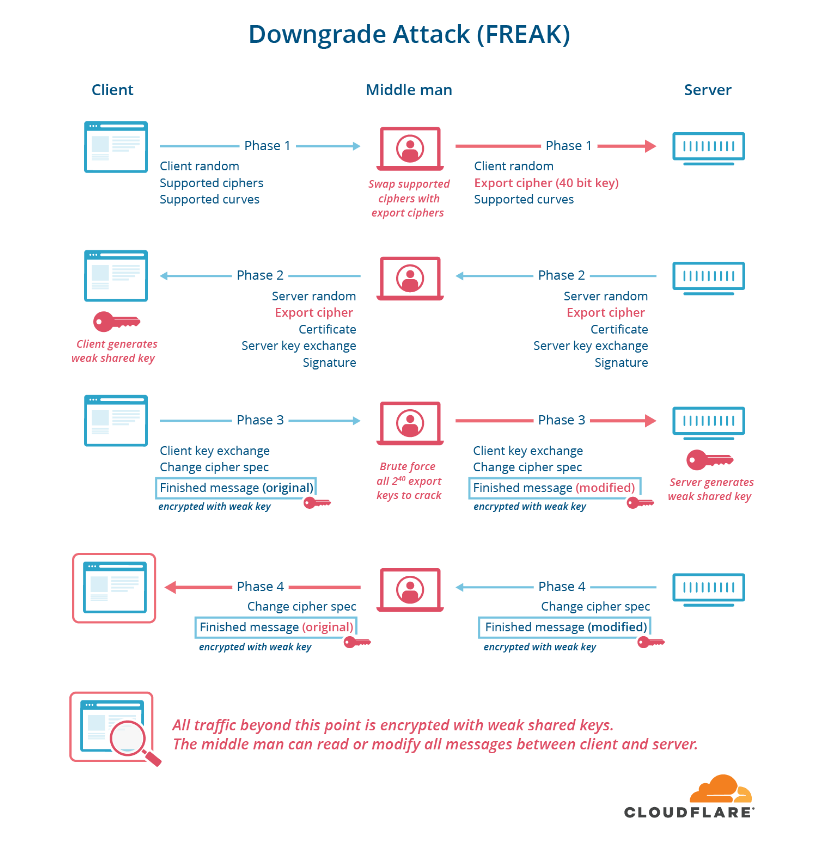 Downgrade Attack (FREAK)
Client
Middle man
Server
Phase 1
Client random
Supported ciphers
Supported curves
Swap supported
ciphers with
export ciphers
Phase 1
Client random
Export cipher (40 bit key)
Supported curves
Client generates
weak shared key
Phase 2
Server random
Export cipher
Certificate
Server key exchange
Signature
Phase 2
Server random
Export cipher
Certificate
Server key exchange
Signature
Phase 3
Client key exchange
Change cipher spec
Finished message (original)
encrypted with weak key
Brute force
all 2⁴⁰ export
keys to crack
Phase 3
Client key exchange
Change cipher spec
Finished message (modified)
encrypted with weak key
Server generates
weak shared key
Phase 4
Change cipher spec
Finished message (original)
encrypted with weak key
Phase 4
Change cipher spec
Finished message (modified)
encrypted with weak key
All traffic beyond this point is encrypted with weak shared keys.
The middle man can read or modify all messages between client and server.
CLOUDFLARE